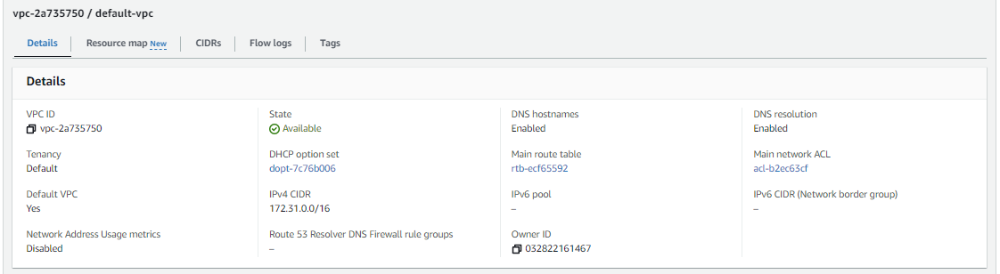 vpc-2a735750 / default-vpc
Details Resource map New CIDRs Flow logs Tags
Details
VPC ID State DNS hostnames DNS resolution
vpc-2a735750 Available Enabled Enabled
Tenancy DHCP option set Main route table Main network ACL
Default dopt-7c76b006 rtb-ecf65592 acl-b2ec63cf
Default VPC IPv4 CIDR IPv6 pool IPv6 CIDR (Network border group)
Yes 172.31.0.0/16 – –
Network Address Usage metrics Route 53 Resolver DNS Firewall rule groups Owner ID
Disabled – 032822161467